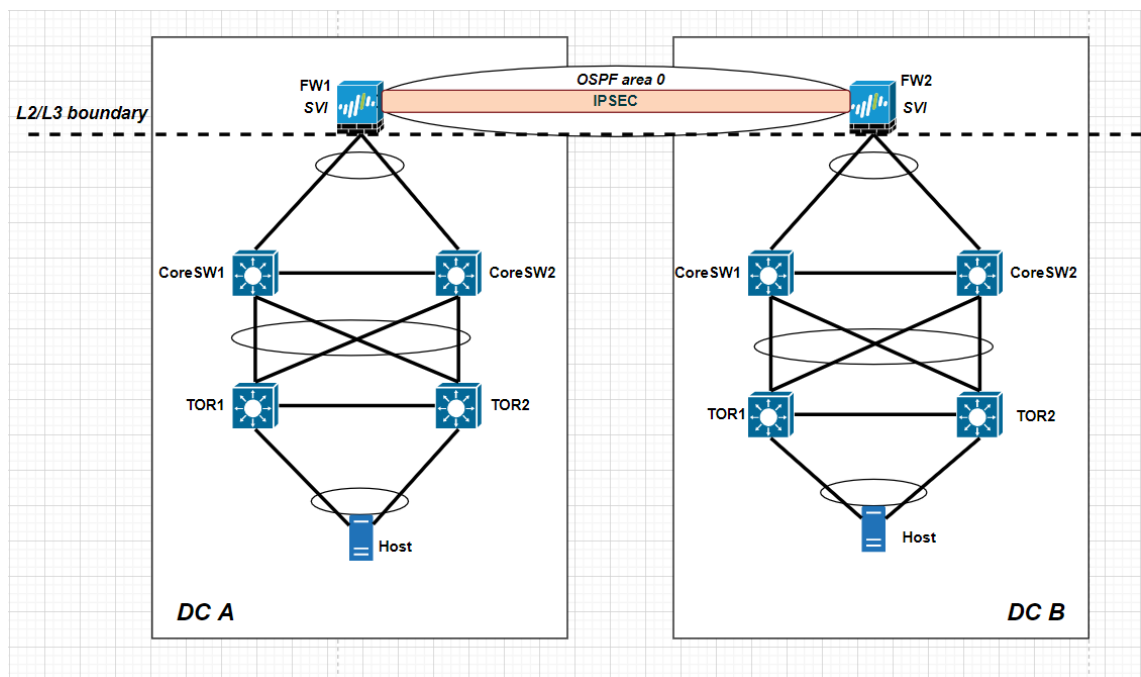 OSPF area 0
FW1
FW2
IPSEC
SVI
SVI
L2/L3 boundary
CoreSW1
CoreSW2
CoreSW1
CoreSW2
TOR1
TOR2
TOR1
TOR2
Host
Host
DC A
DC B